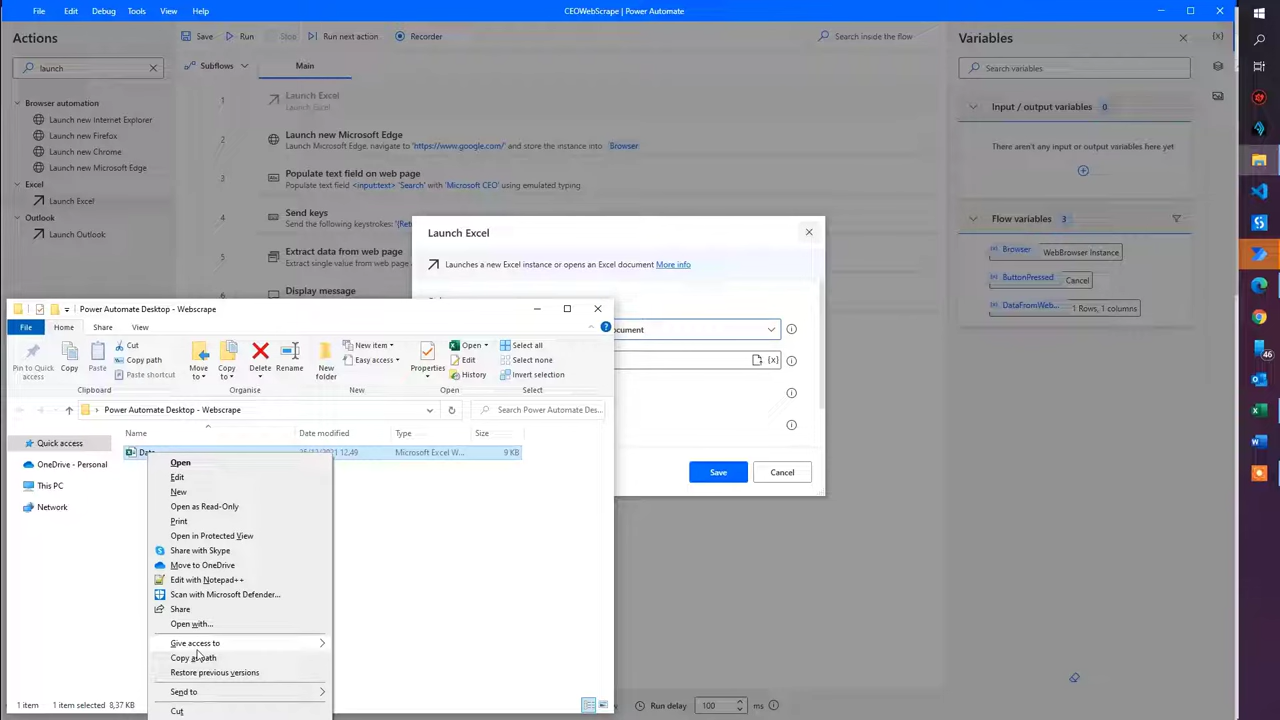 File Edit Debug Tools View Help
CEOWebScrape | Power Automate
Actions
launch
Browser automation
Launch new Internet Explorer
Launch new Firefox
Launch new Chrome
Launch new Microsoft Edge
Excel
Launch Excel
Outlook
Launch Outlook
Save Run Stop Run next action Recorder
Search inside the flow
Subflows Main
1
Launch Excel
Launch Excel
2
Launch new Microsoft Edge
Launch Microsoft Edge, navigate to 'https://www.google.com/' and store the instance into Browser
3
Populate text field on web page
Populate text field <input:text> 'Search' with 'Microsoft CEO' using emulated typing
4
Send keys
Send the following keystrokes:
5
Extract data from web page
Extract single value from web page
6
Display message
Variables
{x}
Search variables
Input / output variables 0
There aren't any input or output variables here yet
Flow variables 3
Browser WebBrowser Instance
ButtonPressed Cancel
DataFromWeb... 1 Rows, 1 columns
Launch Excel
Launches a new Excel instance or opens an Excel document More info
ocument
{x}
Save Cancel
Power Automate Desktop - Webscrape
File Home Share View
Pin to Quick access
Copy
Paste
Cut
Copy path
Paste shortcut
Clipboard
Move to
Copy to
Delete
Rename
Organise
New folder
New item
Easy access
New
Properties
Open
Edit
History
Open
Select all
Select none
Invert selection
Select
Power Automate Desktop - Webscrape
Search Power Automate Des...
Name Date modified Type Size
Quick access
OneDrive - Personal
This PC
Network
12.49 Microsoft Excel W... 9 KB
Open
Edit
New
Open as Read-Only
Print
Open in Protected View
Share with Skype
Move to OneDrive
Edit with Notepad++
Scan with Microsoft Defender...
Share
Open with...
Give access to
Copy as path
Restore previous versions
Send to
Cut
1 item 1 item selected 8,37 KB
Run delay 100 ms
46